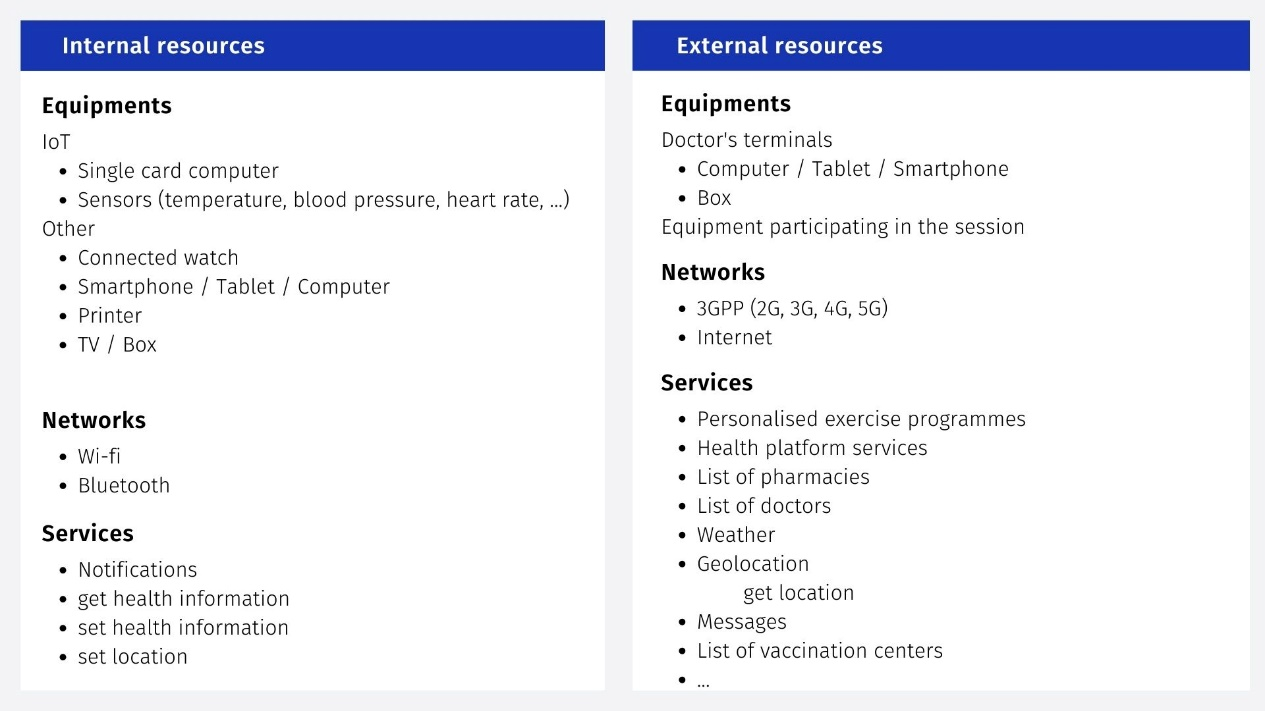 Internal resources
Equipments
IoT
• Single card computer
• Sensors (temperature, blood pressure, heart rate, ...)
Other
• Connected watch
• Smartphone / Tablet / Computer
• Printer
• TV / Box
Networks
• Wi-fi
• Bluetooth
Services
• Notifications
• get health information
• set health information
• set location
External resources
Equipments
Doctor's terminals
• Computer / Tablet / Smartphone
• Box
Equipment participating in the session
Networks
• 3GPP (2G, 3G, 4G, 5G)
• Internet
Services
• Personalised exercise programmes
• Health platform services
• List of pharmacies
• List of doctors
• Weather
• Geolocation
get location
• Messages
• List of vaccination centers
• ...